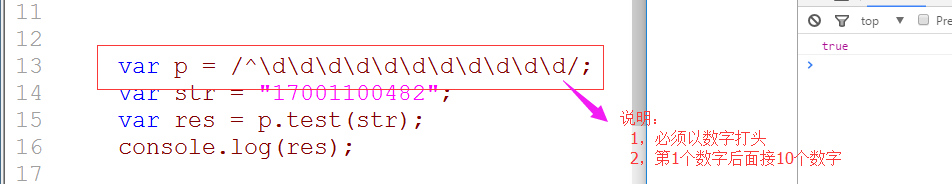 11
12
13 var p = /^\d\d\d\d\d\d\d\d\d\d\d/;
14 var str = "17001100482";
15 var res = p.test(str);
16 console.log(res);
17
说明：
1，必须以数字打头
2，第1个数字后面接10个数字
top ▼ Pre
true